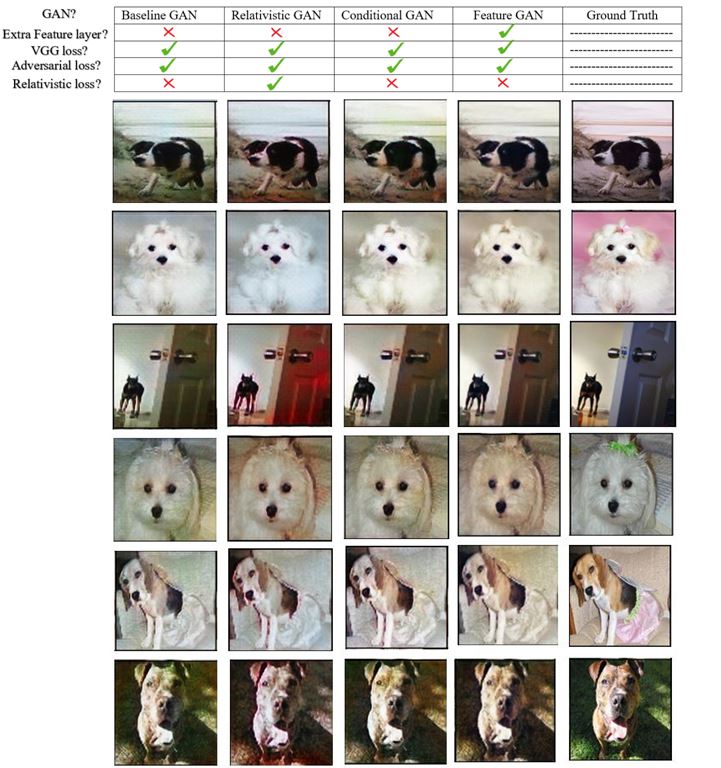 GAN? Baseline GAN Relativistic GAN Conditional GAN Feature GAN Ground Truth
Extra Feature layer? ✗ ✗ ✗ ✓ -------------------------
VGG loss? ✓ ✓ ✓ ✓ -------------------------
Adversarial loss? ✓ ✓ ✓ ✓ -------------------------
Relativistic loss? ✗ ✓ ✗ ✗ -------------------------